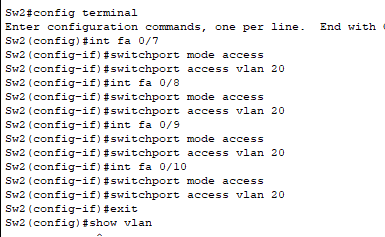 Sw2#config terminal
Enter configuration commands, one per line.  End with
Sw2(config)#int fa 0/7
Sw2(config-if)#switchport mode access
Sw2(config-if)#switchport access vlan 20
Sw2(config-if)#int fa 0/8
Sw2(config-if)#switchport mode access
Sw2(config-if)#switchport access vlan 20
Sw2(config-if)#int fa 0/9
Sw2(config-if)#switchport mode access
Sw2(config-if)#switchport access vlan 20
Sw2(config-if)#int fa 0/10
Sw2(config-if)#switchport mode access
Sw2(config-if)#switchport access vlan 20
Sw2(config-if)#exit
Sw2(config)#show vlan
^